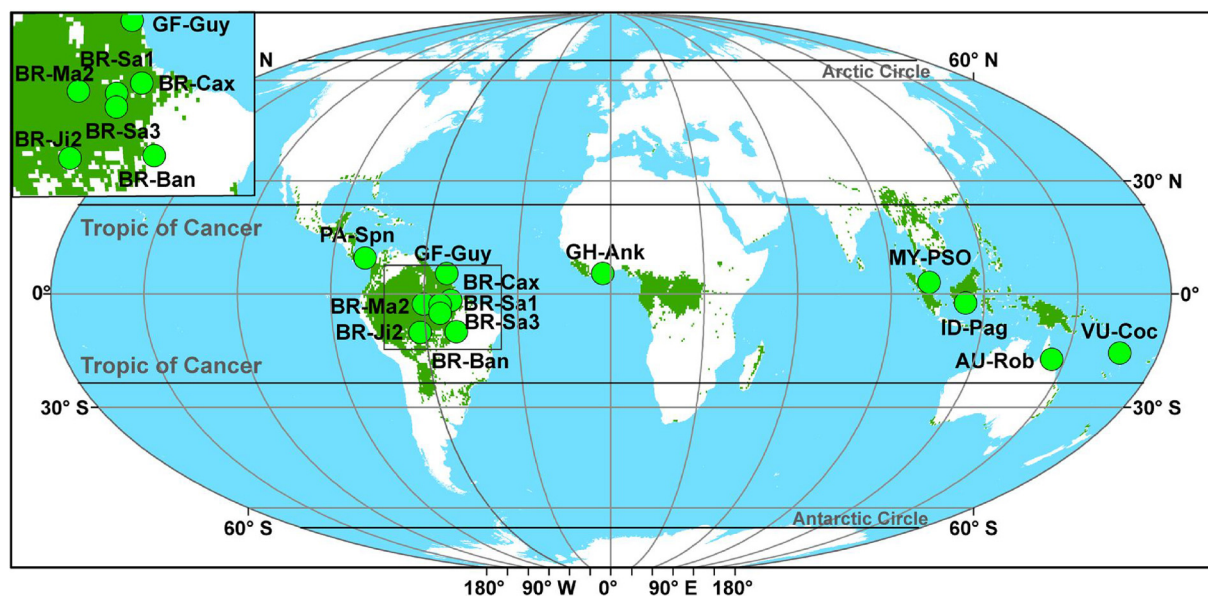 GF-Guy
BR-Sa1
BR-Ma2
BR-Cax
BR-Sa3
BR-Ji2
BR-Ban
N
60° N
Arctic Circle
30° N
Tropic of Cancer
PA-Spn
GF-Guy
GH-Ank
MY-PSO
BR-Cax
0°
BR-Ma2
BR-Sa1
0°
BR-Ji2
BR-Sa3
ID-Pag
VU-Coc
BR-Ban
AU-Rob
Tropic of Cancer
30° S
30° S
60° S
Antarctic Circle
60° S
180° 90° W 0° 90° E 180°